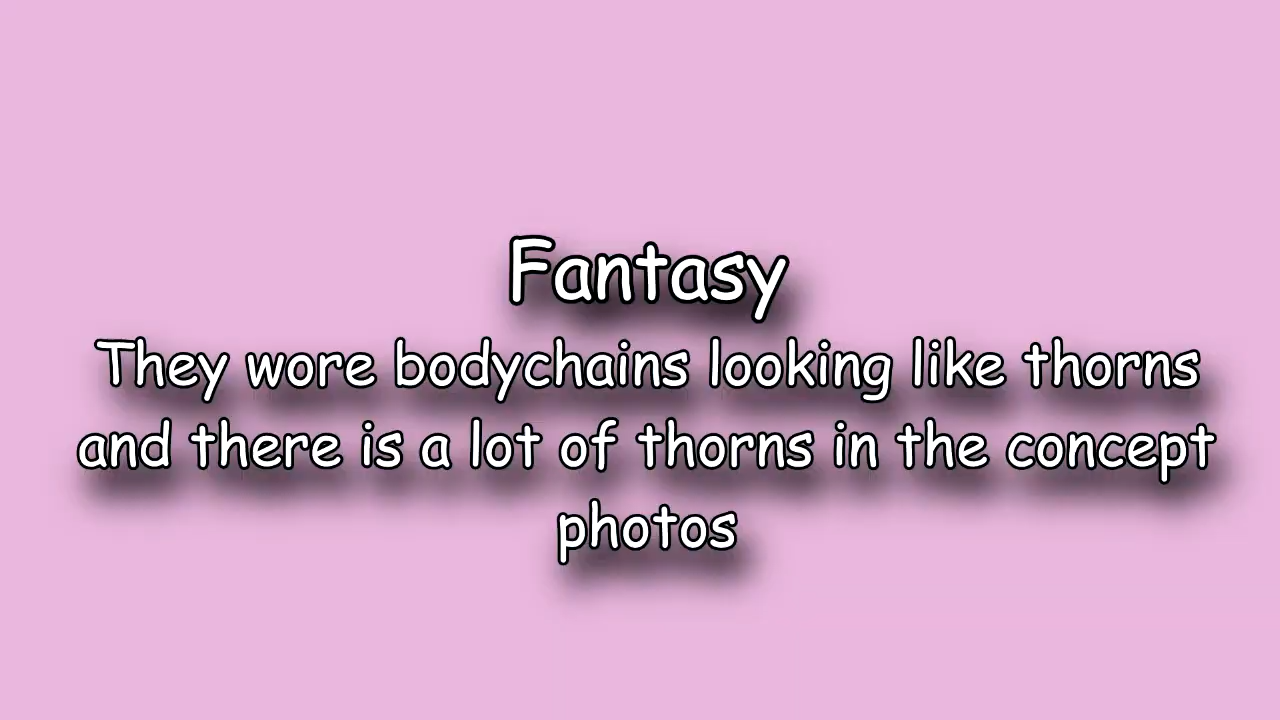 Fantasy
They wore bodychains looking like thorns
and there is a lot of thorns in the concept
photos